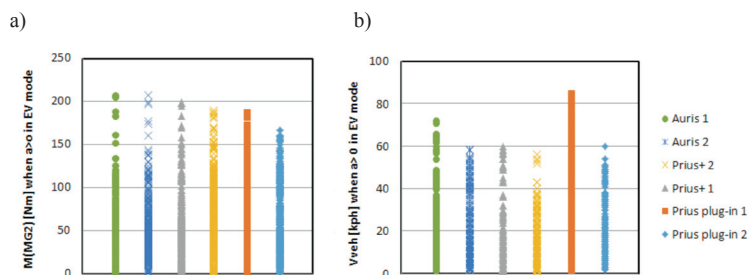 a)
b)
M(MG2) [Nm] when a>o in EV mode
250
200
150
100
50
0
Vveh [kph] when a> 0 in EV mode
100
80
60
40
20
0
Auris 1
Auris 2
Prius+ 2
Prius+ 1
Prius plug-in 1
Prius plug-in 2